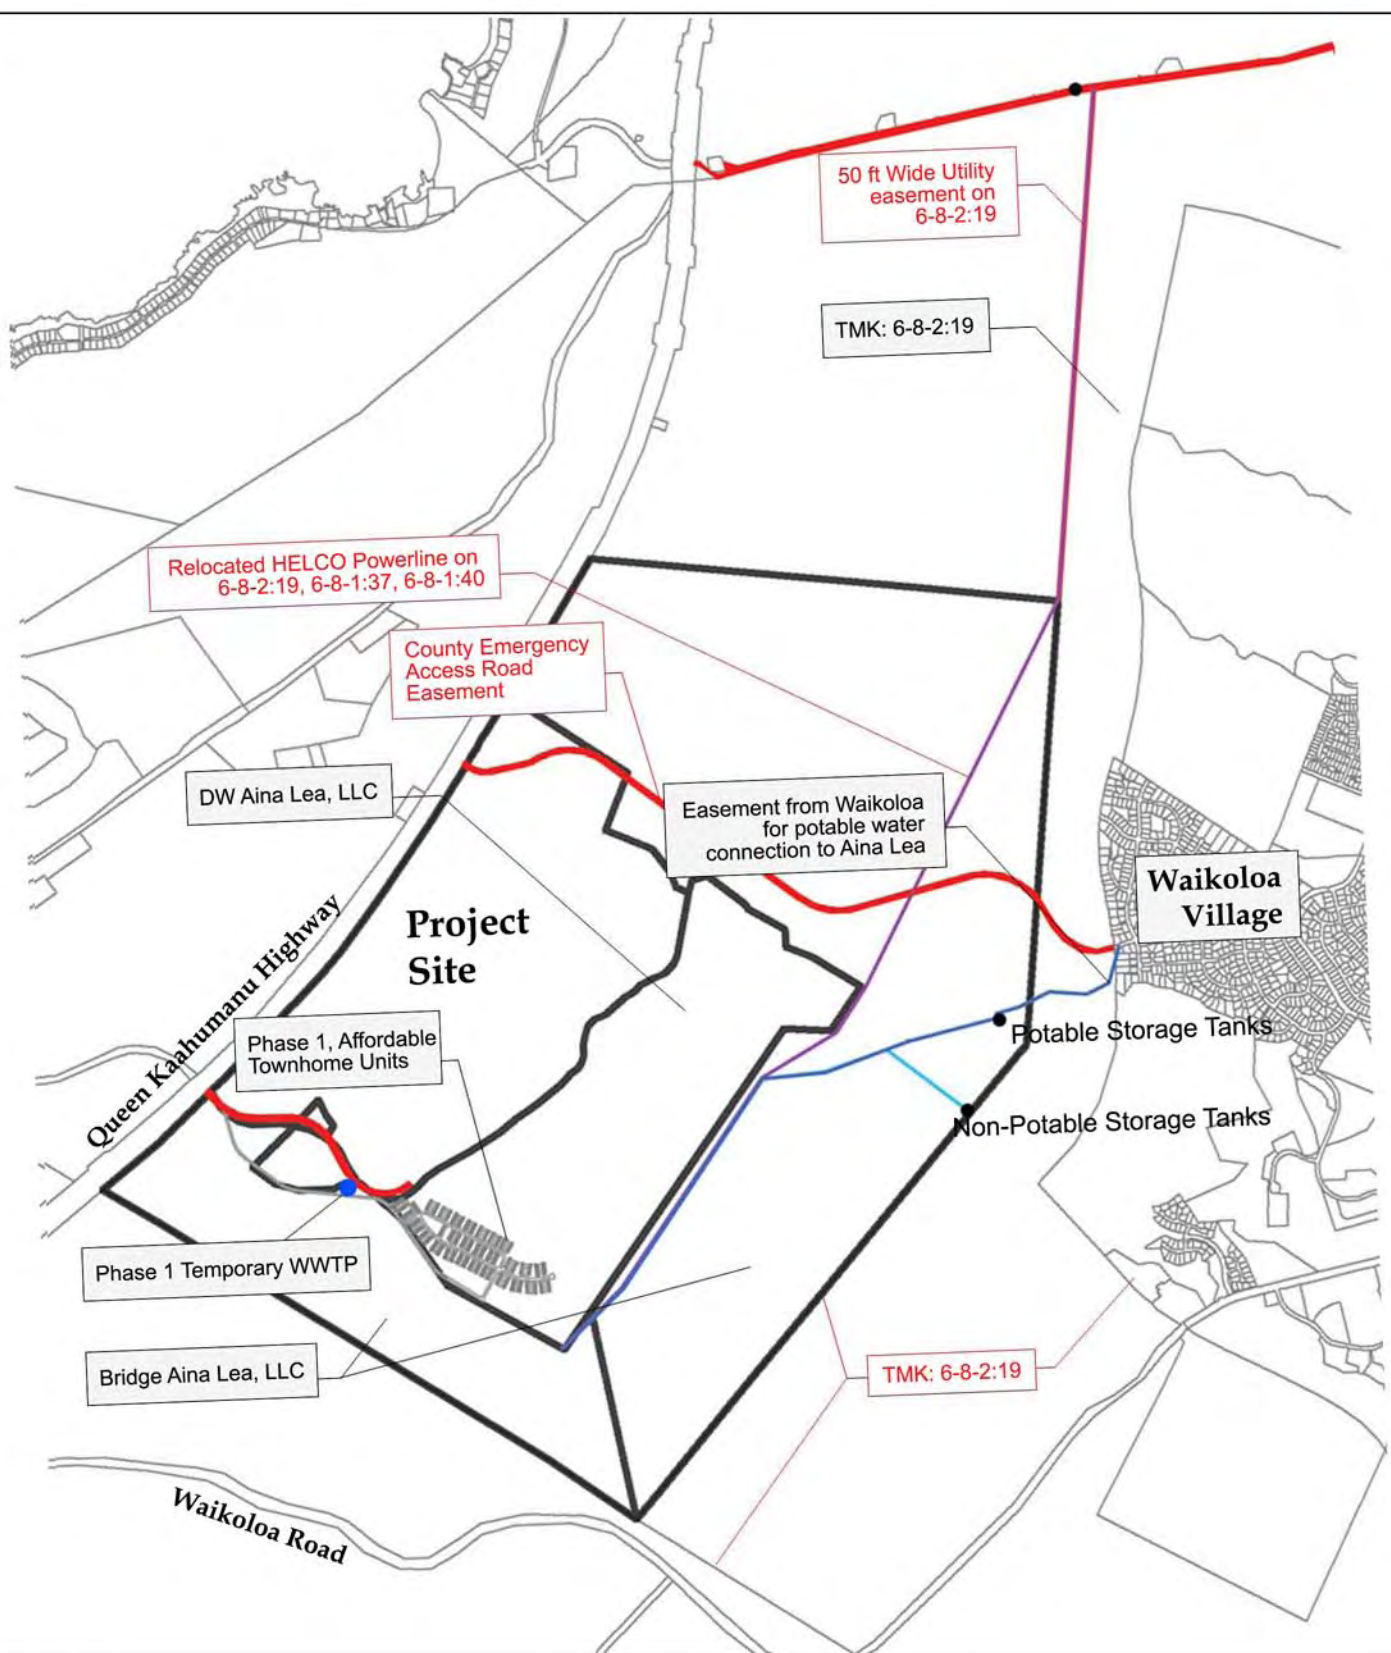 50 ft Wide Utility
easement on
6-8-2:19
TMK: 6-8-2:19
Relocated HELCO Powerline on
6-8-2:19, 6-8-1:37, 6-8-1:40
County Emergency
Access Road
Easement
DW Aina Lea, LLC
Easement from Waikoloa
for potable water
connection to Aina Lea
Waikoloa
Village
Project
Site
Queen Kaahumanu Highway
Phase 1, Affordable
Townhome Units
Potable Storage Tanks
Non-Potable Storage Tanks
Phase 1 Temporary WWTP
Bridge Aina Lea, LLC
TMK: 6-8-2:19
Waikoloa Road